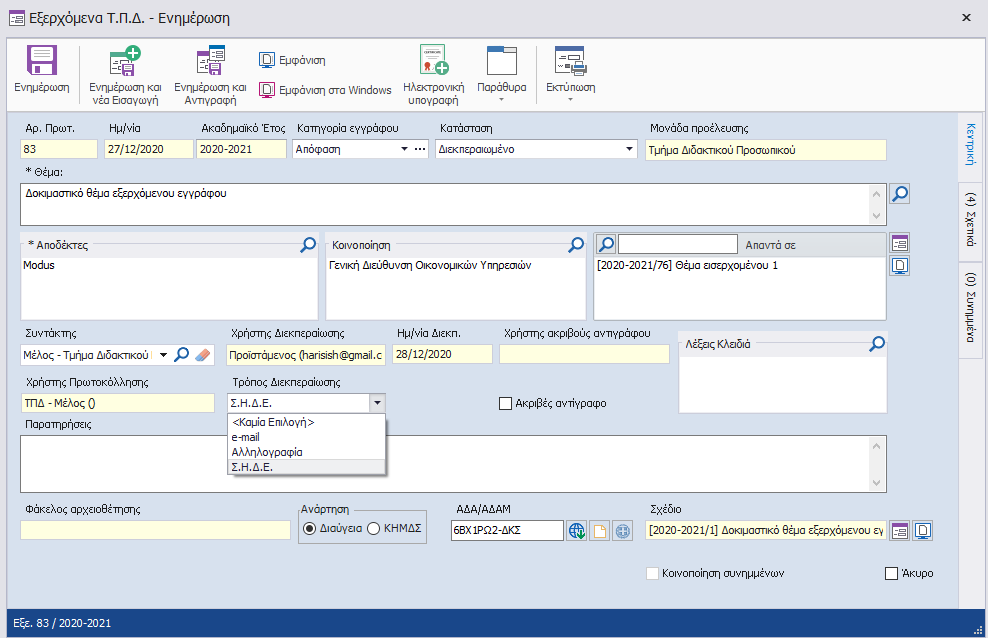 Εξερχόμενα Τ.Π.Δ. - Ενημέρωση
Ενημέρωση
Ενημέρωση και νέα Εισαγωγή
Ενημέρωση και Αντιγραφή
Εμφάνιση
Εμφάνιση στα Windows
Ηλεκτρονική υπογραφή
Παράθυρα
Εκτύπωση
Αρ. Πρωτ. Ημ/νία Ακαδημαϊκό Έτος Κατηγορία εγγράφου Κατάσταση Μονάδα προέλευσης
83 27/12/2020 2020-2021 Απόφαση ... Διεκπεραιωμένο Τμήμα Διδακτικού Προσωπικού
* Θέμα:
Δοκιμαστικό θέμα εξερχόμενου εγγράφου
* Αποδέκτες Κοινοποίηση Απαντά σε
Modus Γενική Διεύθυνση Οικονομικών Υπηρεσιών [2020-2021/76] Θέμα εισερχομένου 1
Συντάκτης Χρήστης Διεκπεραίωσης Ημ/νία Διεκπ. Χρήστης ακριβούς αντιγράφου Λέξεις Κλειδιά
Μέλος - Τμήμα Διδακτικού Προϊστάμενος (harisish@gmail.c 28/12/2020
Χρήστης Πρωτοκόλλησης Τρόπος Διεκπεραίωσης
ΤΠΔ - Μέλος () Σ.Η.Δ.Ε. Ακριβές αντίγραφο
<Καμία Επιλογή>
e-mail
Αλληλογραφία
Σ.Η.Δ.Ε.
Παρατηρήσεις
Φάκελος αρχειοθέτησης Ανάρτηση ΑΔΑ/ΑΔΑΜ Σχέδιο
Διαύγεια ΚΗΜΔΣ 6ΒΧ1ΡΩ2-ΔΚΣ [2020-2021/1] Δοκιμαστικό θέμα εξερχόμενου εγ
Κοινοποίηση συνημμένων Άκυρο
Κεντρική
(4) Σχετικά
(0) Συνημμένα
Εξε. 83 / 2020-2021